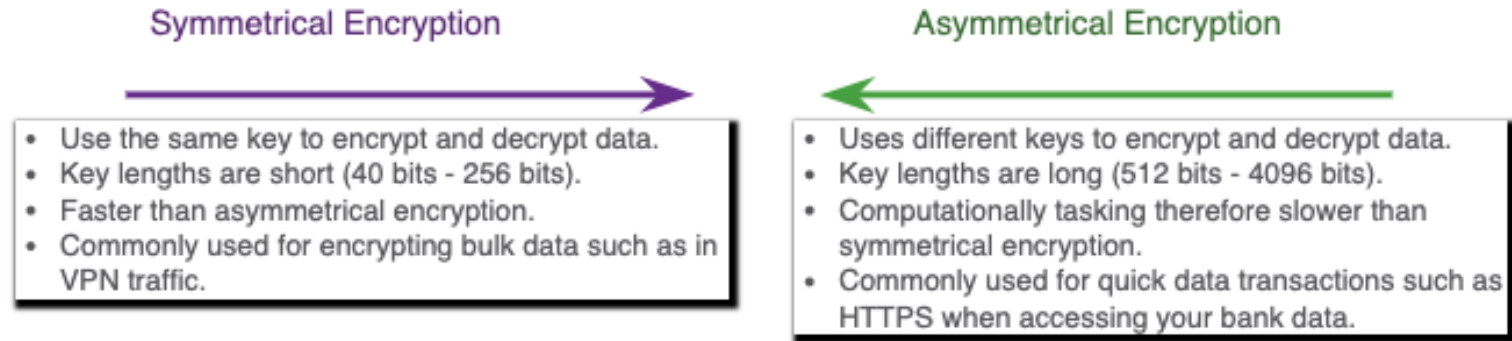 Symmetrical Encryption
• Use the same key to encrypt and decrypt data.
• Key lengths are short (40 bits - 256 bits).
• Faster than asymmetrical encryption.
• Commonly used for encrypting bulk data such as in
VPN traffic.
Asymmetrical Encryption
• Uses different keys to encrypt and decrypt data.
• Key lengths are long (512 bits - 4096 bits).
• Computationally tasking therefore slower than
symmetrical encryption.
• Commonly used for quick data transactions such as
HTTPS when accessing your bank data.